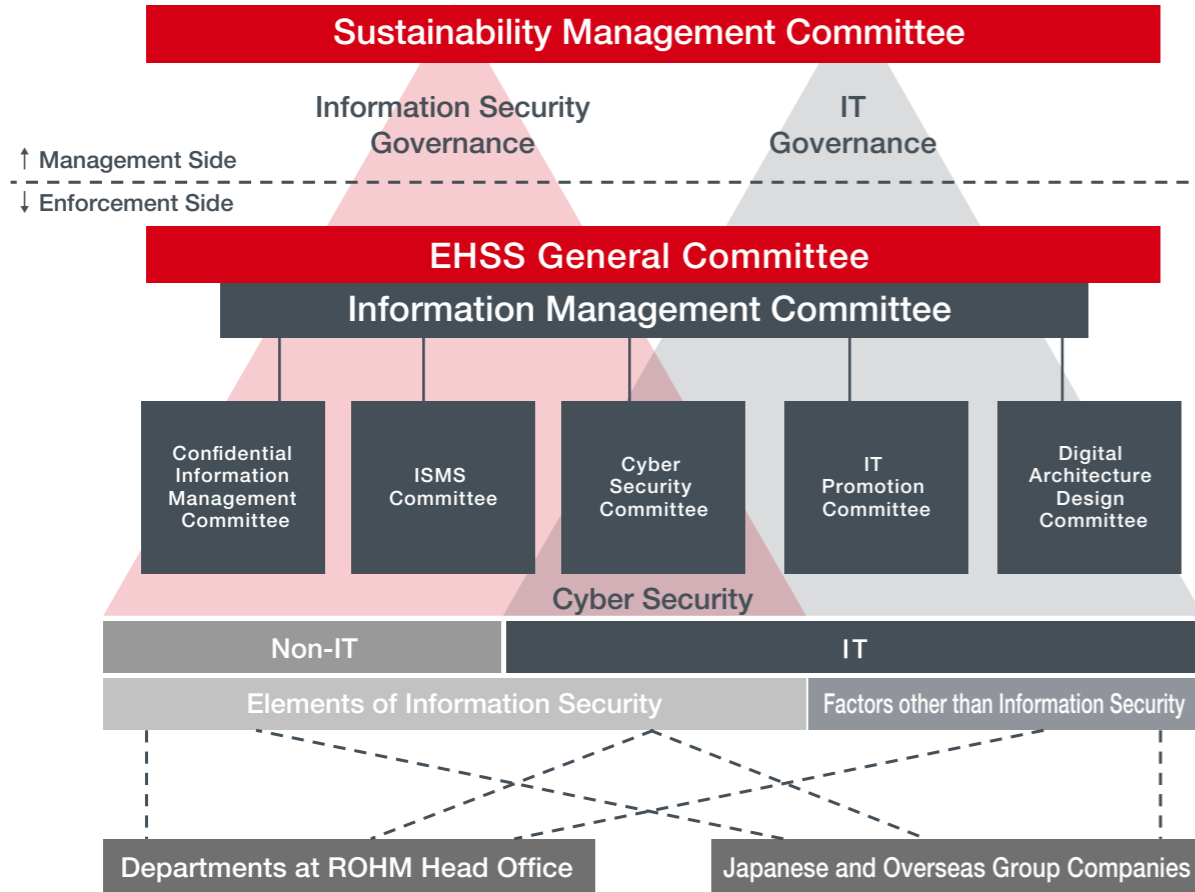 Sustainability Management Committee
Information Security
Governance
IT
Governance
↑ Management Side
↓ Enforcement Side
EHSS General Committee
Information Management Committee
Confidential
Information
Management
Committee
ISMS
Committee
Cyber
Security
Committee
IT
Promotion
Committee
Digital
Architecture
Design
Committee
Cyber Security
Non-IT
IT
Elements of Information Security
Factors other than Information Security
Departments at ROHM Head Office
Japanese and Overseas Group Companies